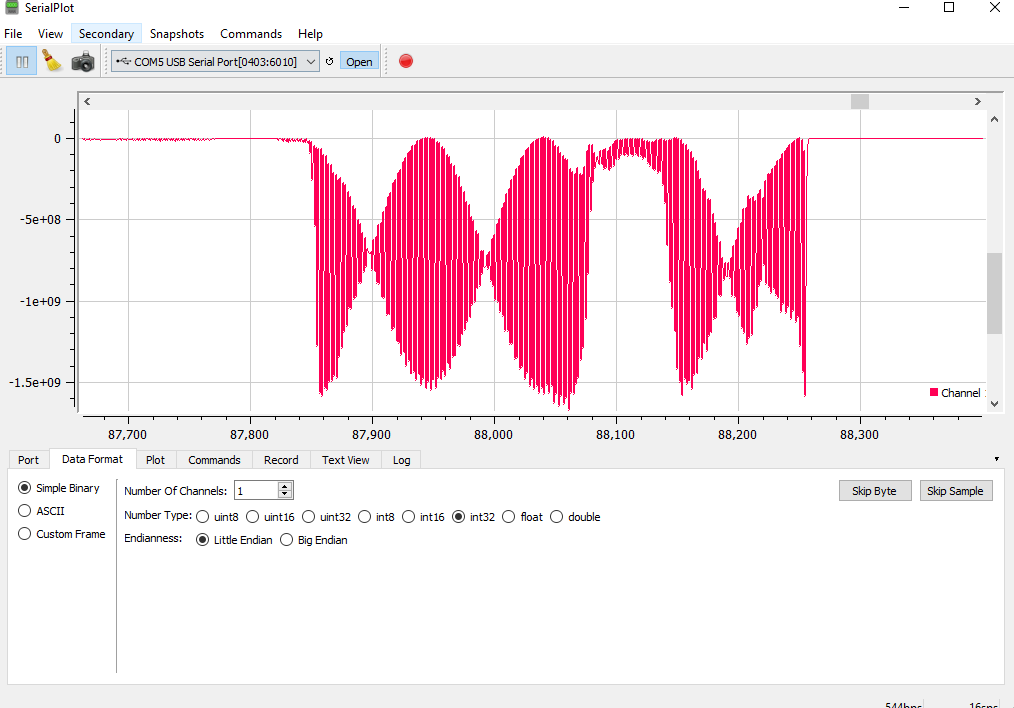 SerialPlot
File View Secondary Snapshots Commands Help
COM5 USB Serial Port[0403:6010] Open
0
-5e+08
-1e+09
-1.5e+09
Channel
87,700 87,800 87,900 88,000 88,100 88,200 88,300
Port Data Format Plot Commands Record Text View Log
Simple Binary
ASCII
Custom Frame
Number Of Channels: 1
Number Type: uint8 uint16 uint32 int8 int16 int32 float double
Endianness: Little Endian Big Endian
Skip Byte Skip Sample
544bps 16sps